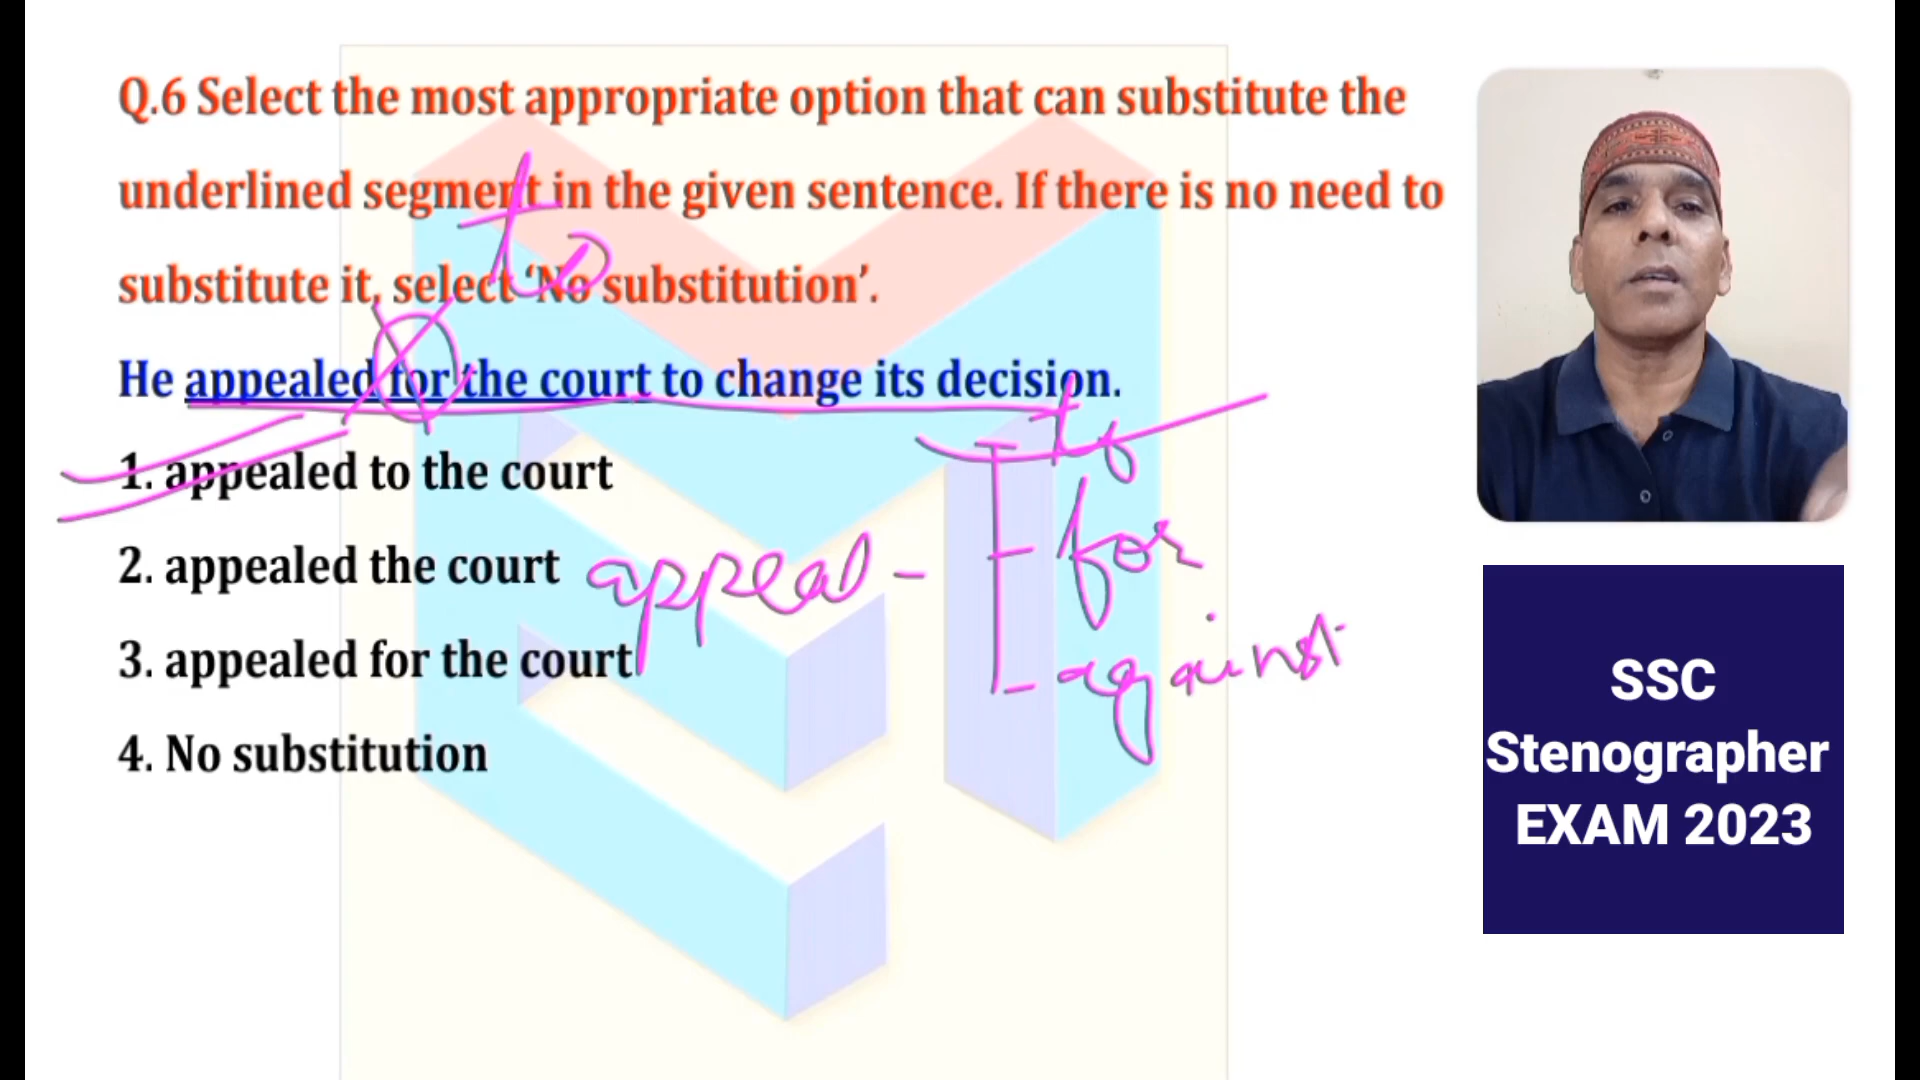 Q.6 Select the most appropriate option that can substitute the
underlined segment in the given sentence. If there is no need to
substitute it, select ‘No substitution’.
to
He appealed for the court to change its decision.
1. appealed to the court
2. appealed the court
3. appealed for the court
4. No substitution
appeal -
to
for
against
SSC
Stenographer
EXAM 2023